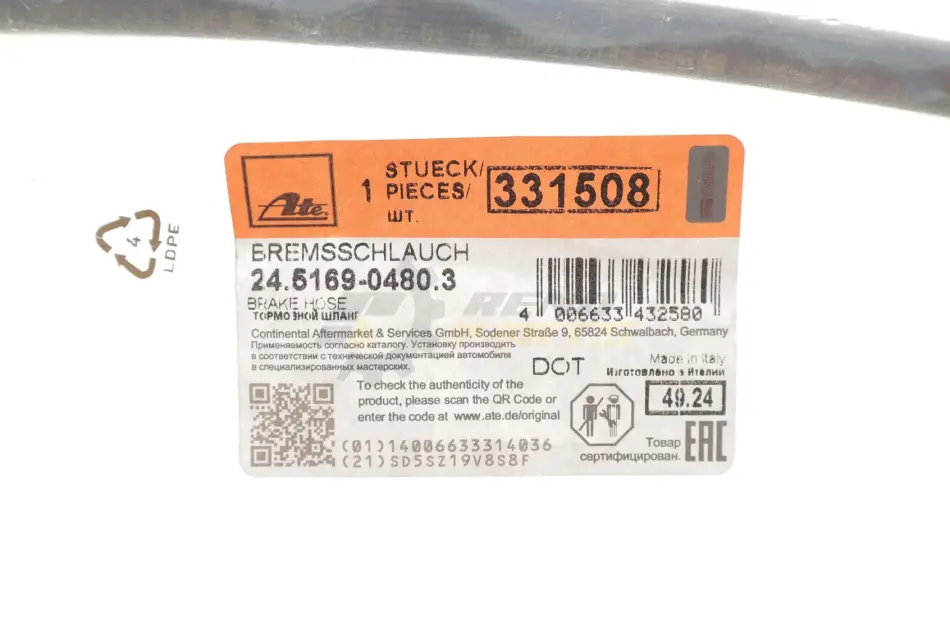 Ate
1
STUECK/
PIECES/
ШТ.
331508
4
LDPE
BREMSSCHLAUCH
24.5169-0480.3
BRAKE HOSE
ТОРМОЗНОЙ ШЛАНГ
4 006633 432580
Continental Aftermarket & Services GmbH, Sodener Straße 9, 65824 Schwalbach, Germany
Применяемость согласно каталогу. Установку производить
в соответствии с технической документацией автомобиля
в специализированных мастерских.
DOT
Made in Italy
Изготовлено в Италии
To check the authenticity of the
product, please scan the QR Code or
enter the code at www.ate.de/original
49.24
(01)14006633314036
(21)SD5SZ19V8S8F
Товар
сертифицирован.
EAC